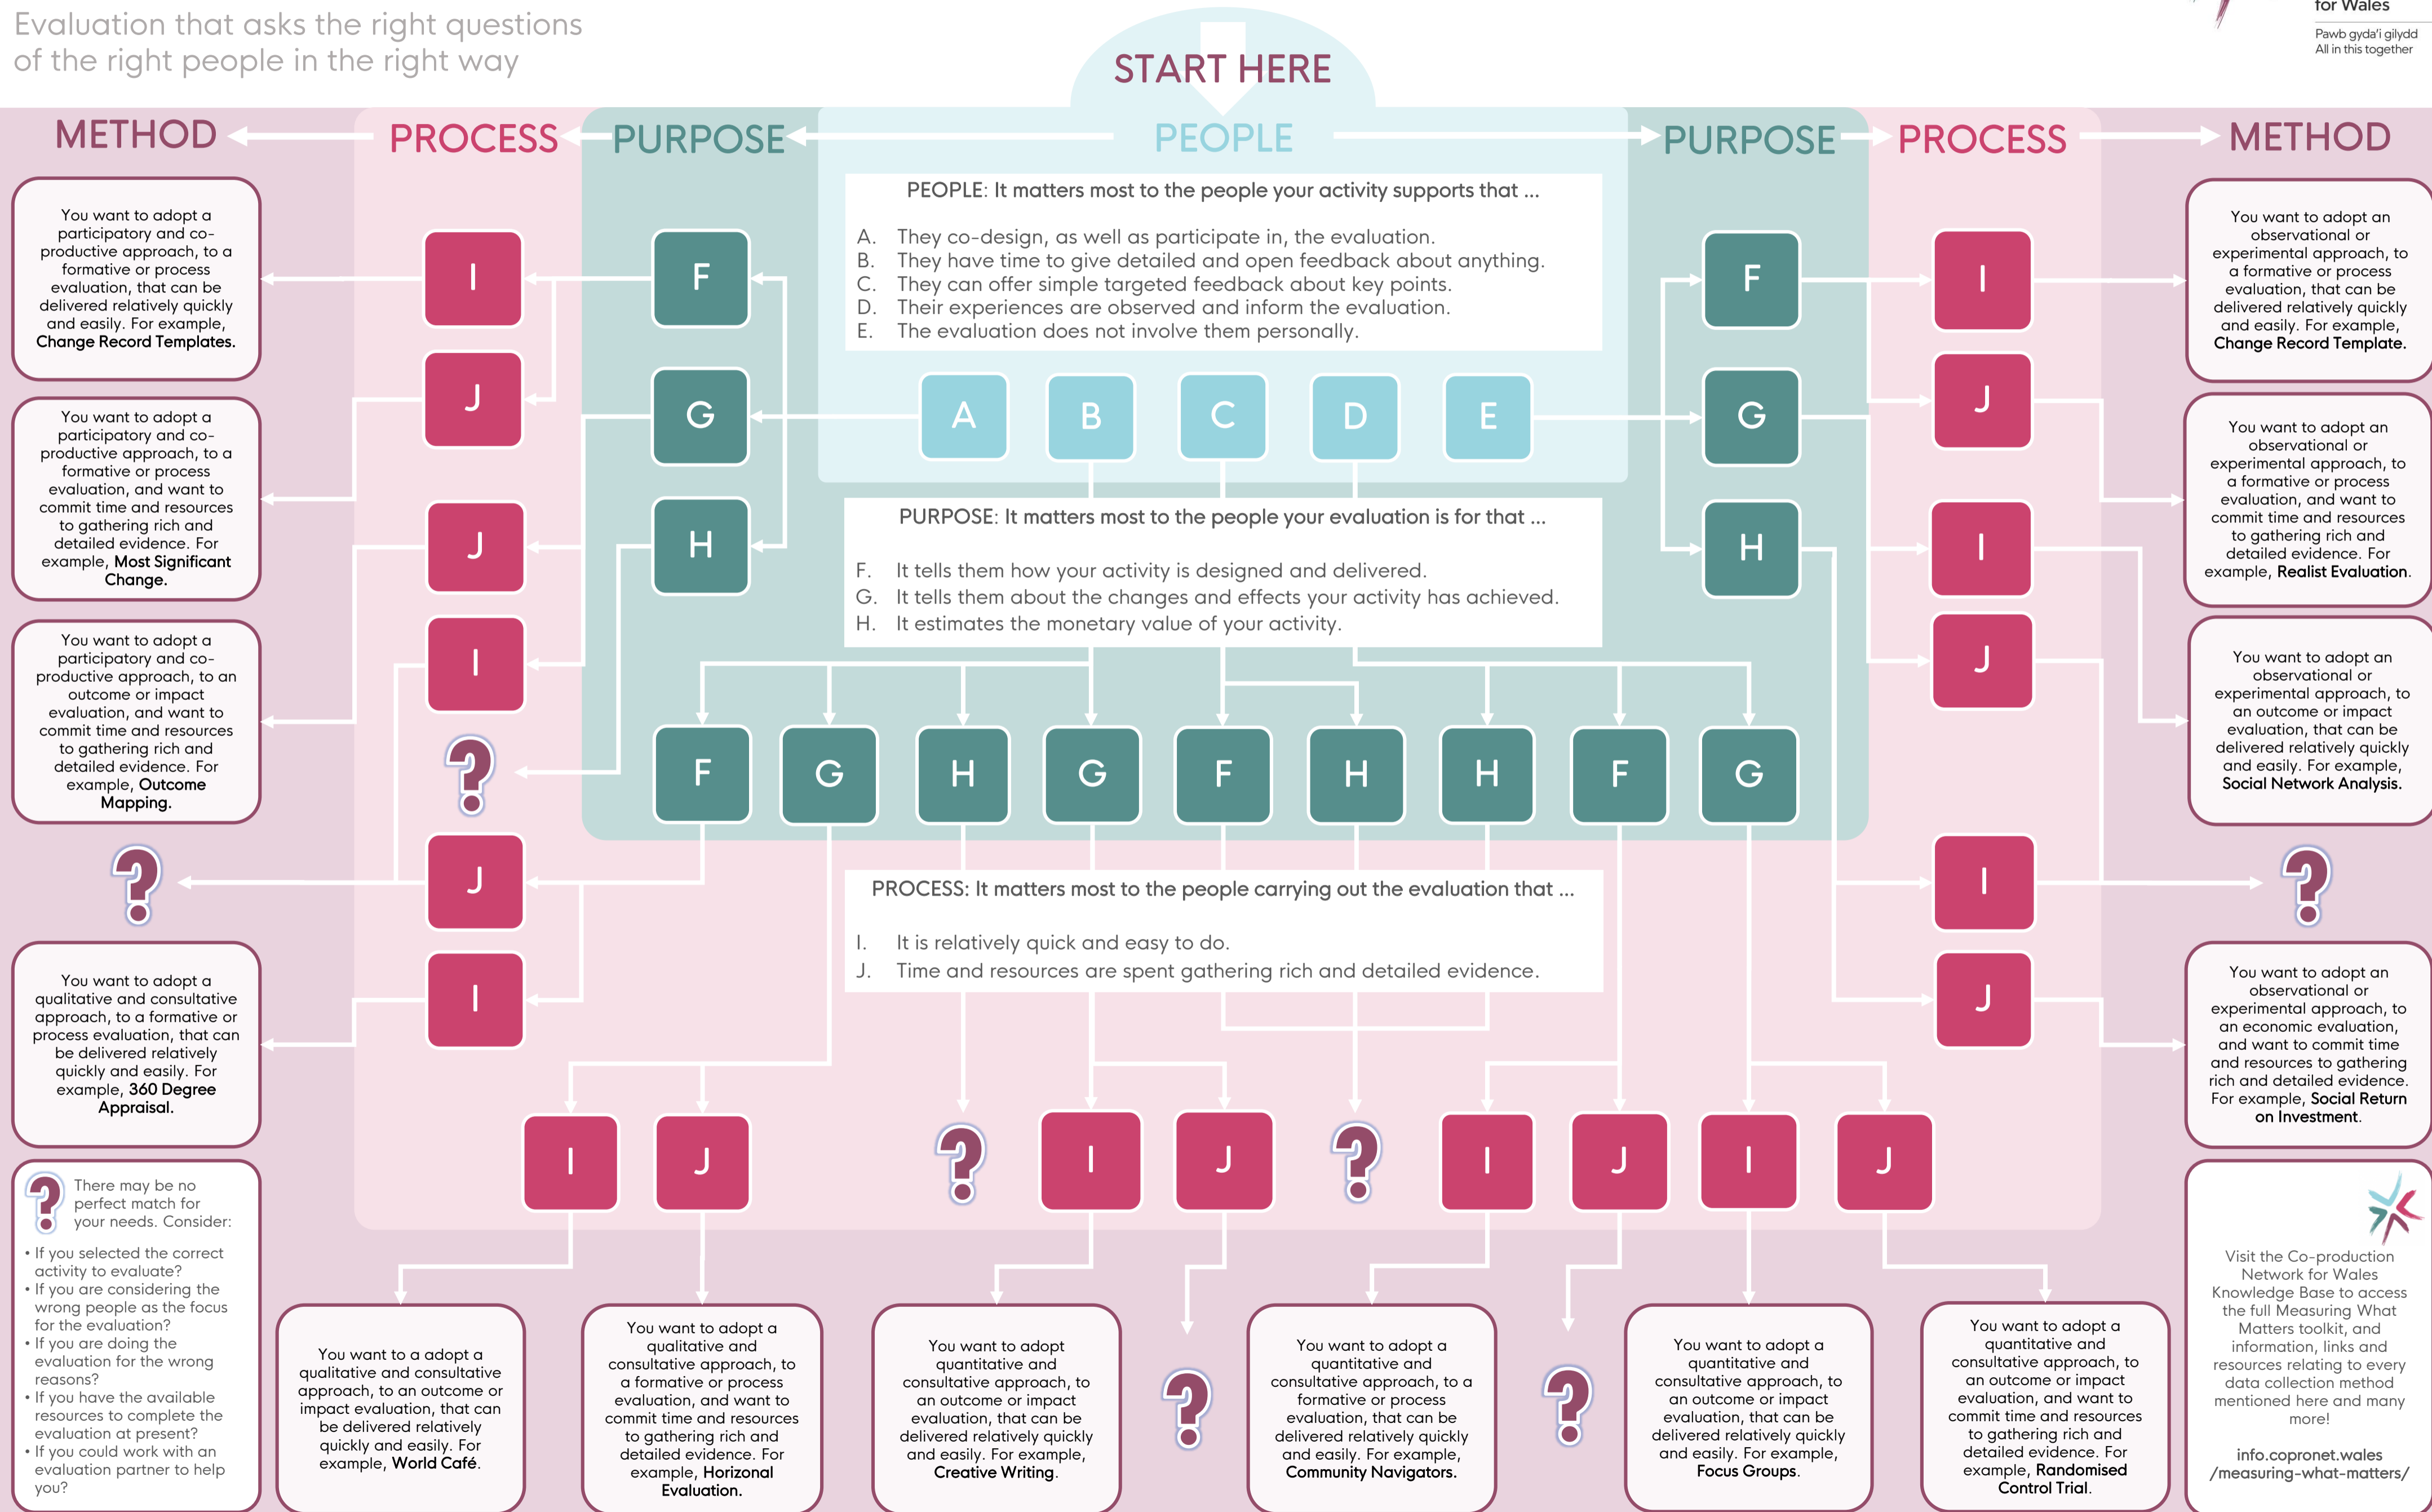 Evaluation that asks the right questions
of the right people in the right way
for Wales
Pawb gyda'i gilydd
All in this together
START HERE
METHOD
PROCESS
PURPOSE
PEOPLE
PURPOSE
PROCESS
METHOD
PEOPLE: It matters most to the people your activity supports that ...
A. They co-design, as well as participate in, the evaluation.
B. They have time to give detailed and open feedback about anything.
C. They can offer simple targeted feedback about key points.
D. Their experiences are observed and inform the evaluation.
E. The evaluation does not involve them personally.
A
B
C
D
E
PURPOSE: It matters most to the people your evaluation is for that ...
F. It tells them how your activity is designed and delivered.
G. It tells them about the changes and effects your activity has achieved.
H. It estimates the monetary value of your activity.
F
G
H
F
G
H
F
G
H
G
F
H
H
F
G
PROCESS: It matters most to the people carrying out the evaluation that ...
I. It is relatively quick and easy to do.
J. Time and resources are spent gathering rich and detailed evidence.
I
J
J
I
?
J
I
I
J
I
J
I
J
I
J
?
I
J
?
I
J
I
J
You want to adopt a
participatory and co-
productive approach, to a
formative or process
evaluation, that can be
delivered relatively quickly
and easily. For example,
Change Record Templates.
You want to adopt a
participatory and co-
productive approach, to a
formative or process
evaluation, and want to
commit time and resources
to gathering rich and
detailed evidence. For
example, Most Significant
Change.
You want to adopt a
participatory and co-
productive approach, to an
outcome or impact
evaluation, and want to
commit time and resources
to gathering rich and
detailed evidence. For
example, Outcome
Mapping.
?
You want to adopt a
qualitative and consultative
approach, to a formative or
process evaluation, that can
be delivered relatively
quickly and easily. For
example, 360 Degree
Appraisal.
?
There may be no
perfect match for
your needs. Consider:
• If you selected the correct
activity to evaluate?
• If you are considering the
wrong people as the focus
for the evaluation?
• If you are doing the
evaluation for the wrong
reasons?
• If you have the available
resources to complete the
evaluation at present?
• If you could work with an
evaluation partner to help
you?
You want to a adopt a
qualitative and consultative
approach, to an outcome or
impact evaluation, that can
be delivered relatively
quickly and easily. For
example, World Café.
You want to adopt a
qualitative and
consultative approach, to
a formative or process
evaluation, and want to
commit time and resources
to gathering rich and
detailed evidence. For
example, Horizonal
Evaluation.
You want to adopt
quantitative and
consultative approach, to
an outcome or impact
evaluation, that can be
delivered relatively quickly
and easily. For example,
Creative Writing.
?
You want to adopt a
quantitative and
consultative approach, to a
formative or process
evaluation, that can be
delivered relatively quickly
and easily. For example,
Community Navigators.
?
You want to adopt a
quantitative and
consultative approach, to
an outcome or impact
evaluation, that can be
delivered relatively quickly
and easily. For example,
Focus Groups.
You want to adopt a
quantitative and
consultative approach, to
an outcome or impact
evaluation, and want to
commit time and resources
to gathering rich and
detailed evidence. For
example, Randomised
Control Trial.
You want to adopt an
observational or
experimental approach, to
a formative or process
evaluation, that can be
delivered relatively quickly
and easily. For example,
Change Record Template.
You want to adopt an
observational or
experimental approach, to
a formative or process
evaluation, and want to
commit time and resources
to gathering rich and
detailed evidence. For
example, Realist Evaluation.
You want to adopt an
observational or
experimental approach, to
an outcome or impact
evaluation, that can be
delivered relatively quickly
and easily. For example,
Social Network Analysis.
?
You want to adopt an
observational or
experimental approach, to
an economic evaluation,
and want to commit time
and resources to gathering
rich and detailed evidence.
For example, Social Return
on Investment.
Visit the Co-production
Network for Wales
Knowledge Base to access
the full Measuring What
Matters toolkit, and
information, links and
resources relating to every
data collection method
mentioned here and many
more!
info.copronet.wales
/measuring-what-matters/